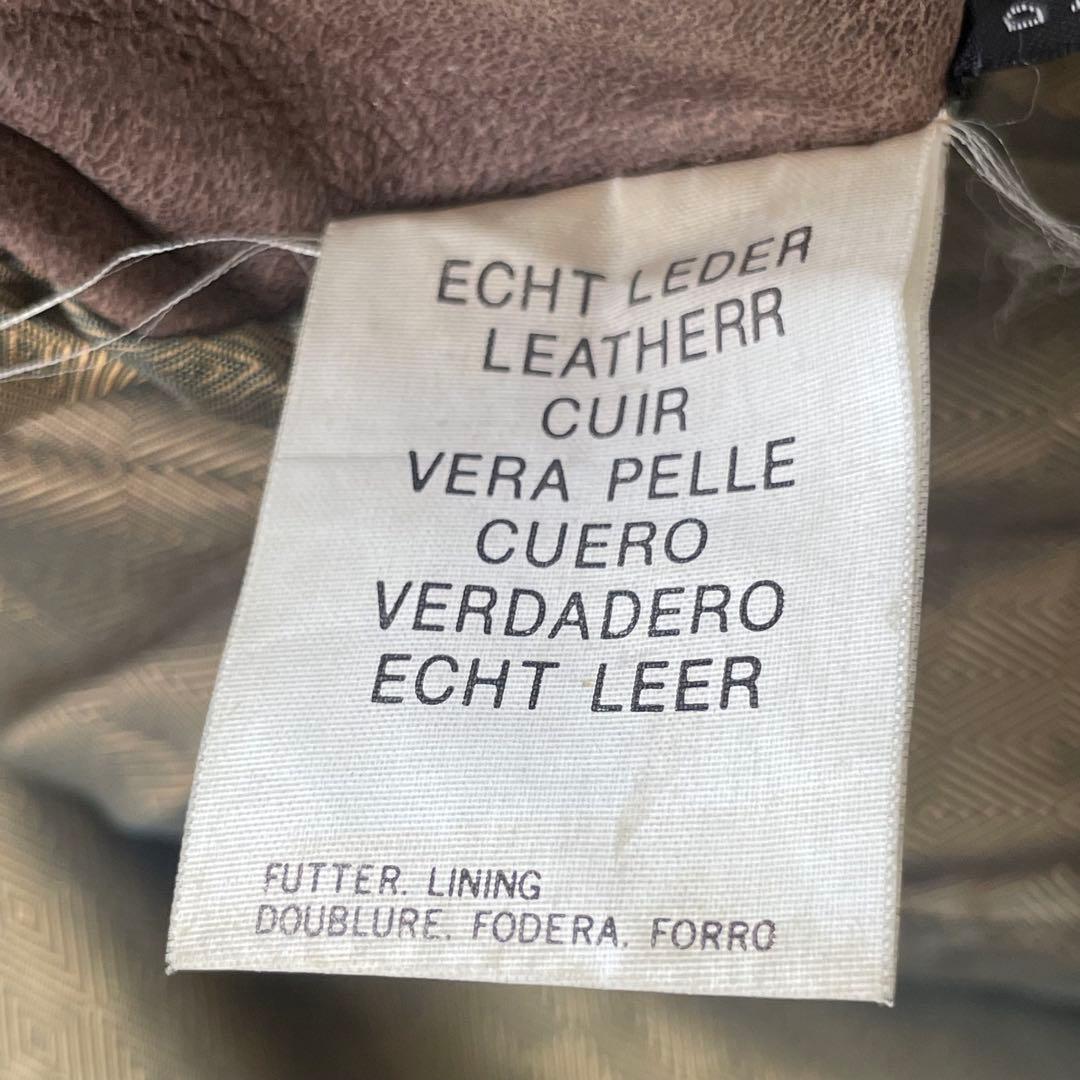 ECHT LEDER
LEATHERR
CUIR
VERA PELLE
CUERO
VERDADERO
ECHT LEER
FUTTER. LINING
DOUBLURE. FODERA. FORRO